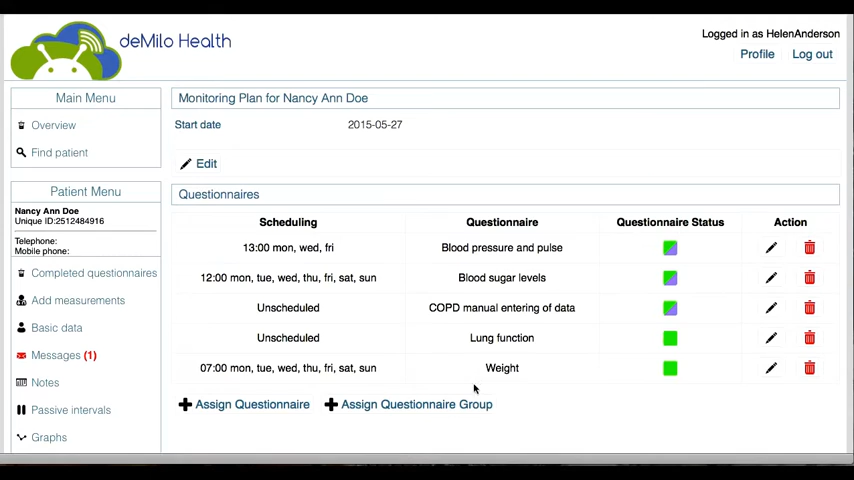 deMilo Health
Logged in as HelenAnderson
Profile Log out
Main Menu
Overview
Find patient
Patient Menu
Nancy Ann Doe
Unique ID:2512484916
Telephone:
Mobile phone:
Completed questionnaires
Add measurements
Basic data
Messages (1)
Notes
Passive intervals
Graphs
Monitoring Plan for Nancy Ann Doe
Start date 2015-05-27
Edit
Questionnaires
Scheduling Questionnaire Questionnaire Status Action
13:00 mon, wed, fri Blood pressure and pulse
12:00 mon, tue, wed, thu, fri, sat, sun Blood sugar levels
Unscheduled COPD manual entering of data
Unscheduled Lung function
07:00 mon, tue, wed, thu, fri, sat, sun Weight
Assign Questionnaire Assign Questionnaire Group